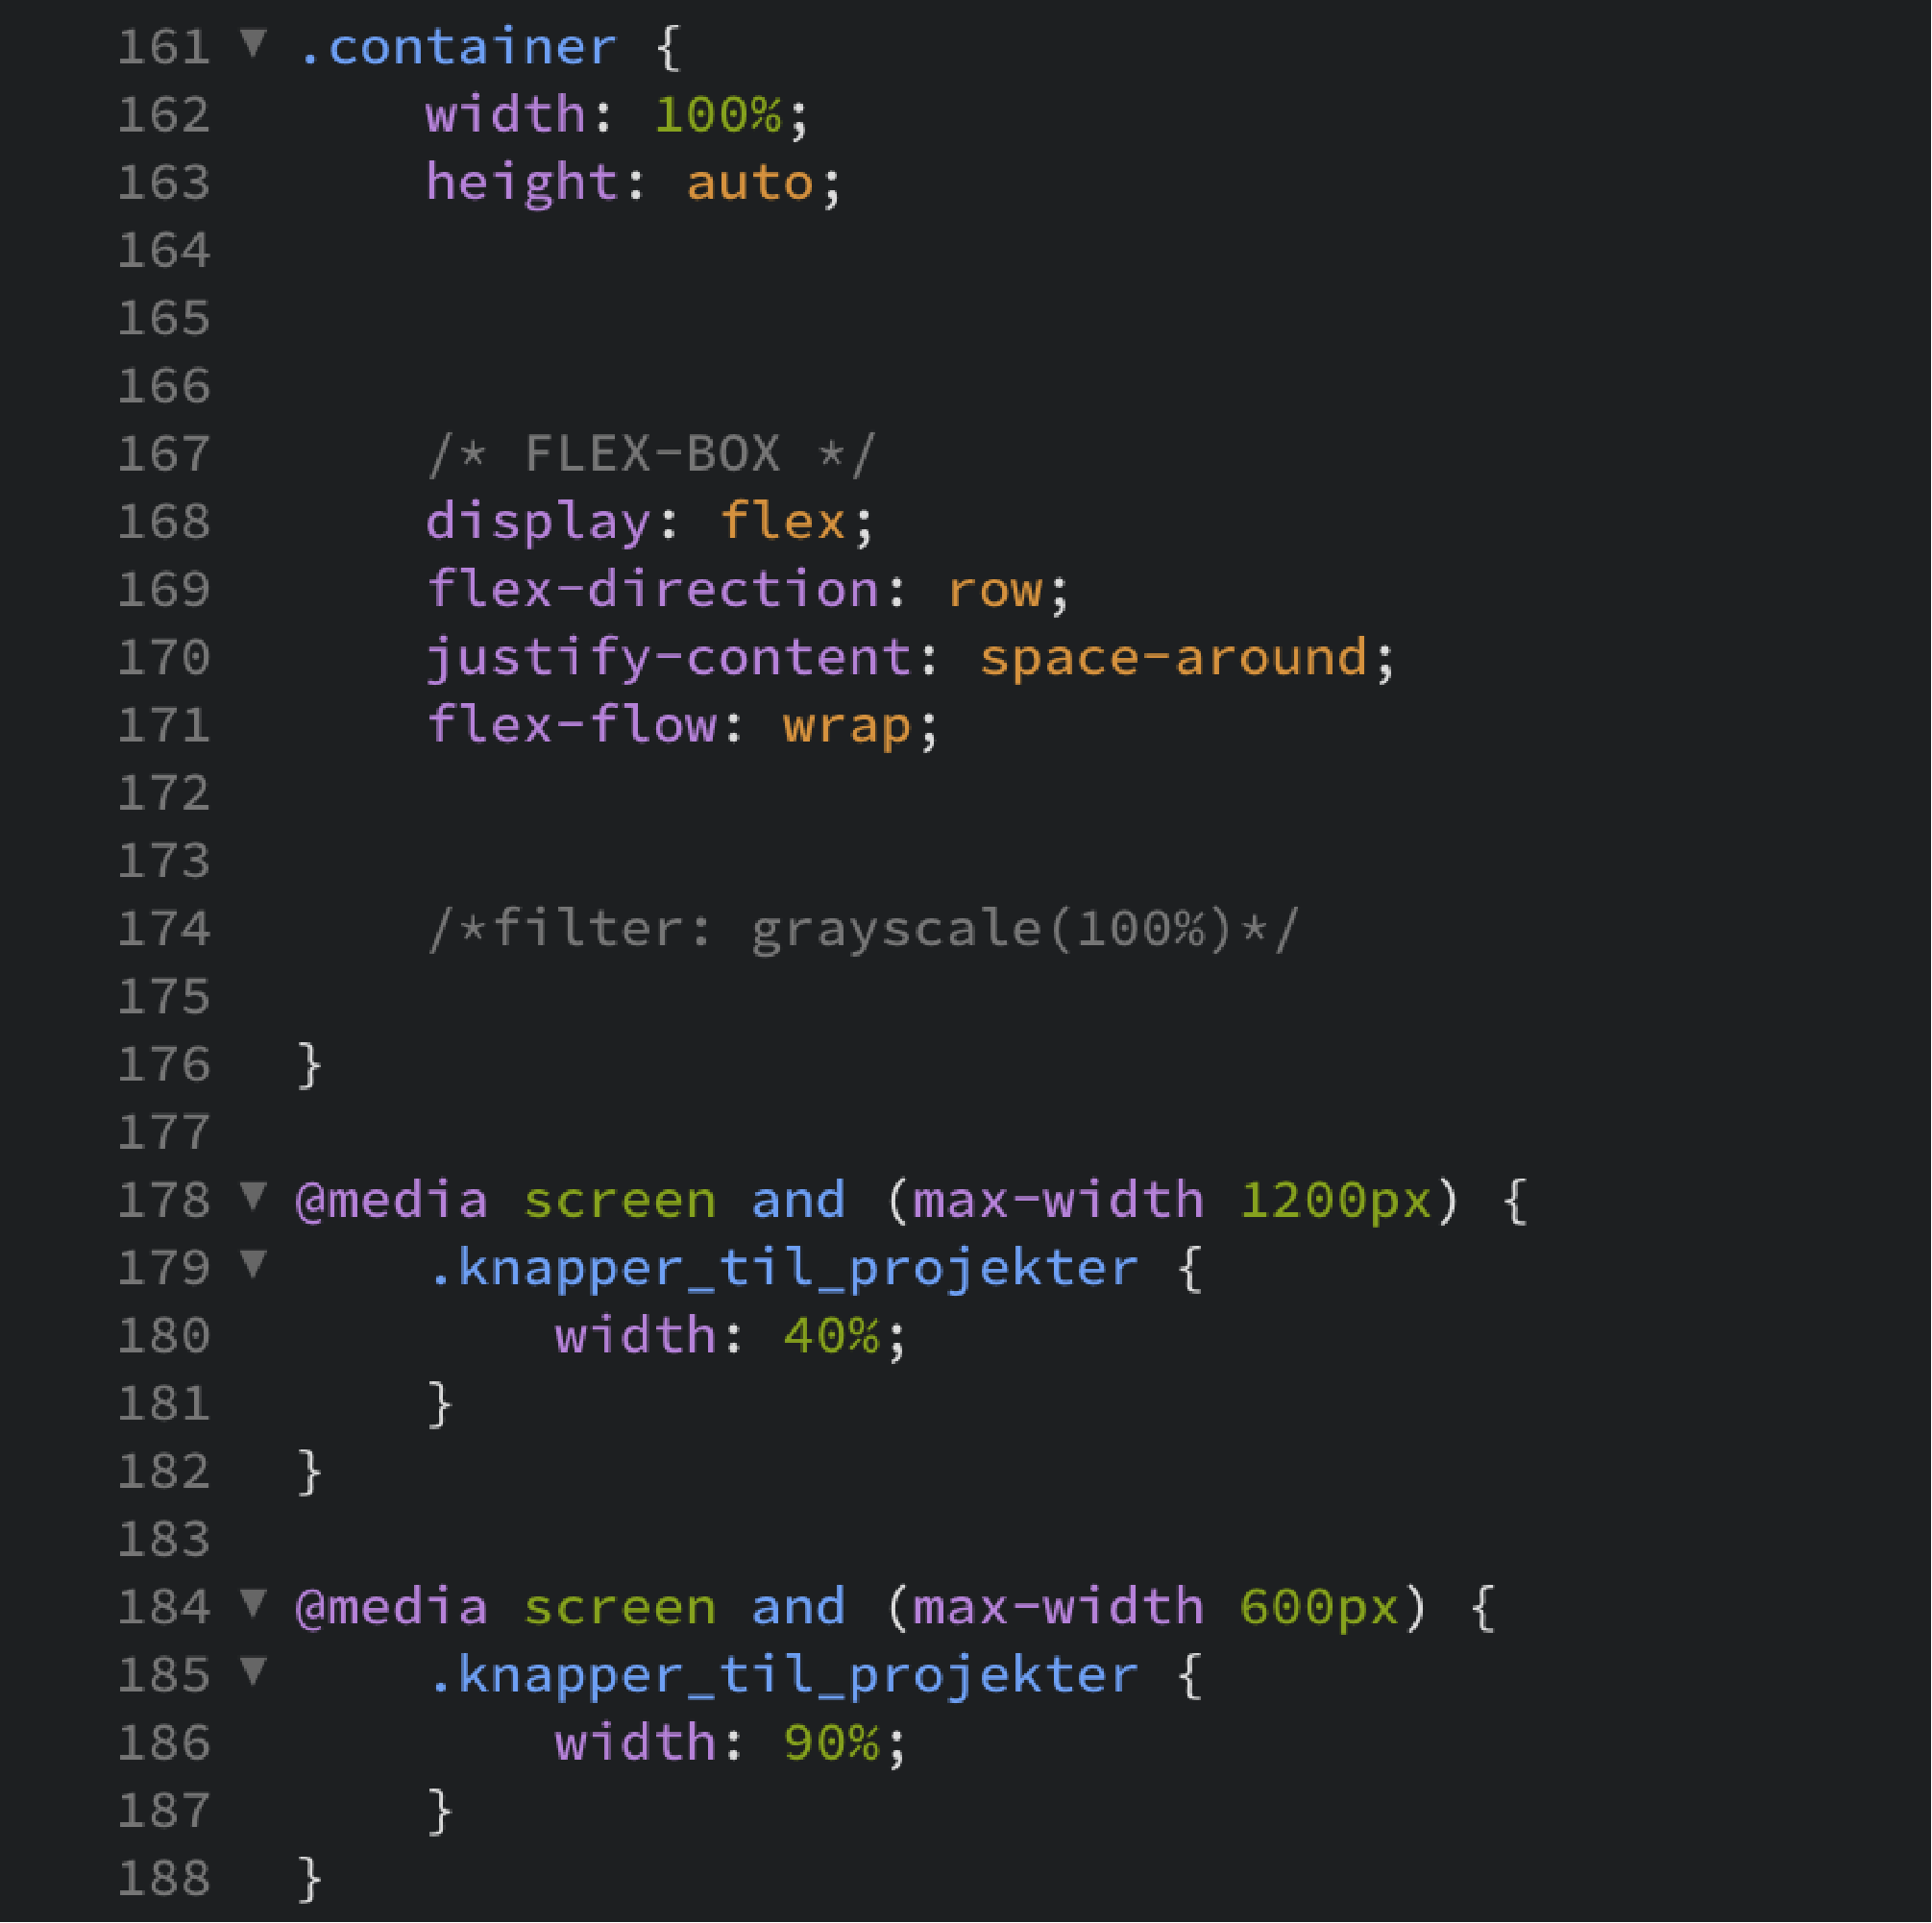 161 ▼ .container {
162 width: 100%;
163 height: auto;
164
165
166
167 /* FLEX-BOX */
168 display: flex;
169 flex-direction: row;
170 justify-content: space-around;
171 flex-flow: wrap;
172
173
174 /*filter: grayscale(100%)*/
175
176 }
177
178 ▼ @media screen and (max-width 1200px) {
179 ▼ .knapper_til_projekter {
180 width: 40%;
181 }
182 }
183
184 ▼ @media screen and (max-width 600px) {
185 ▼ .knapper_til_projekter {
186 width: 90%;
187 }
188 }